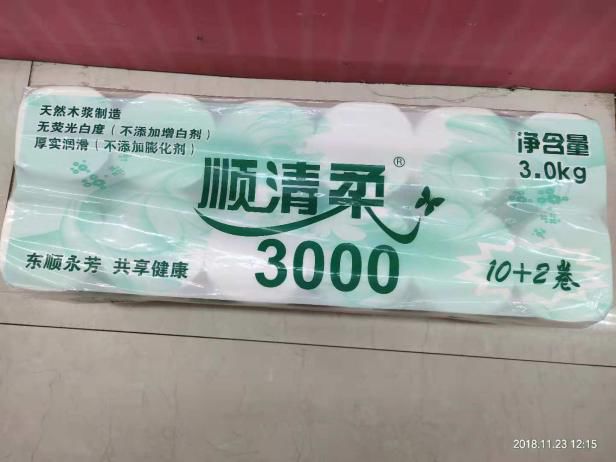 天然木浆制造
无荧光白度（不添加增白剂）
厚实润滑（不添加膨化剂）
顺清柔®
3000
净含量
3.0kg
东顺永芳 共享健康
10+2卷
2018.11.23 12:15